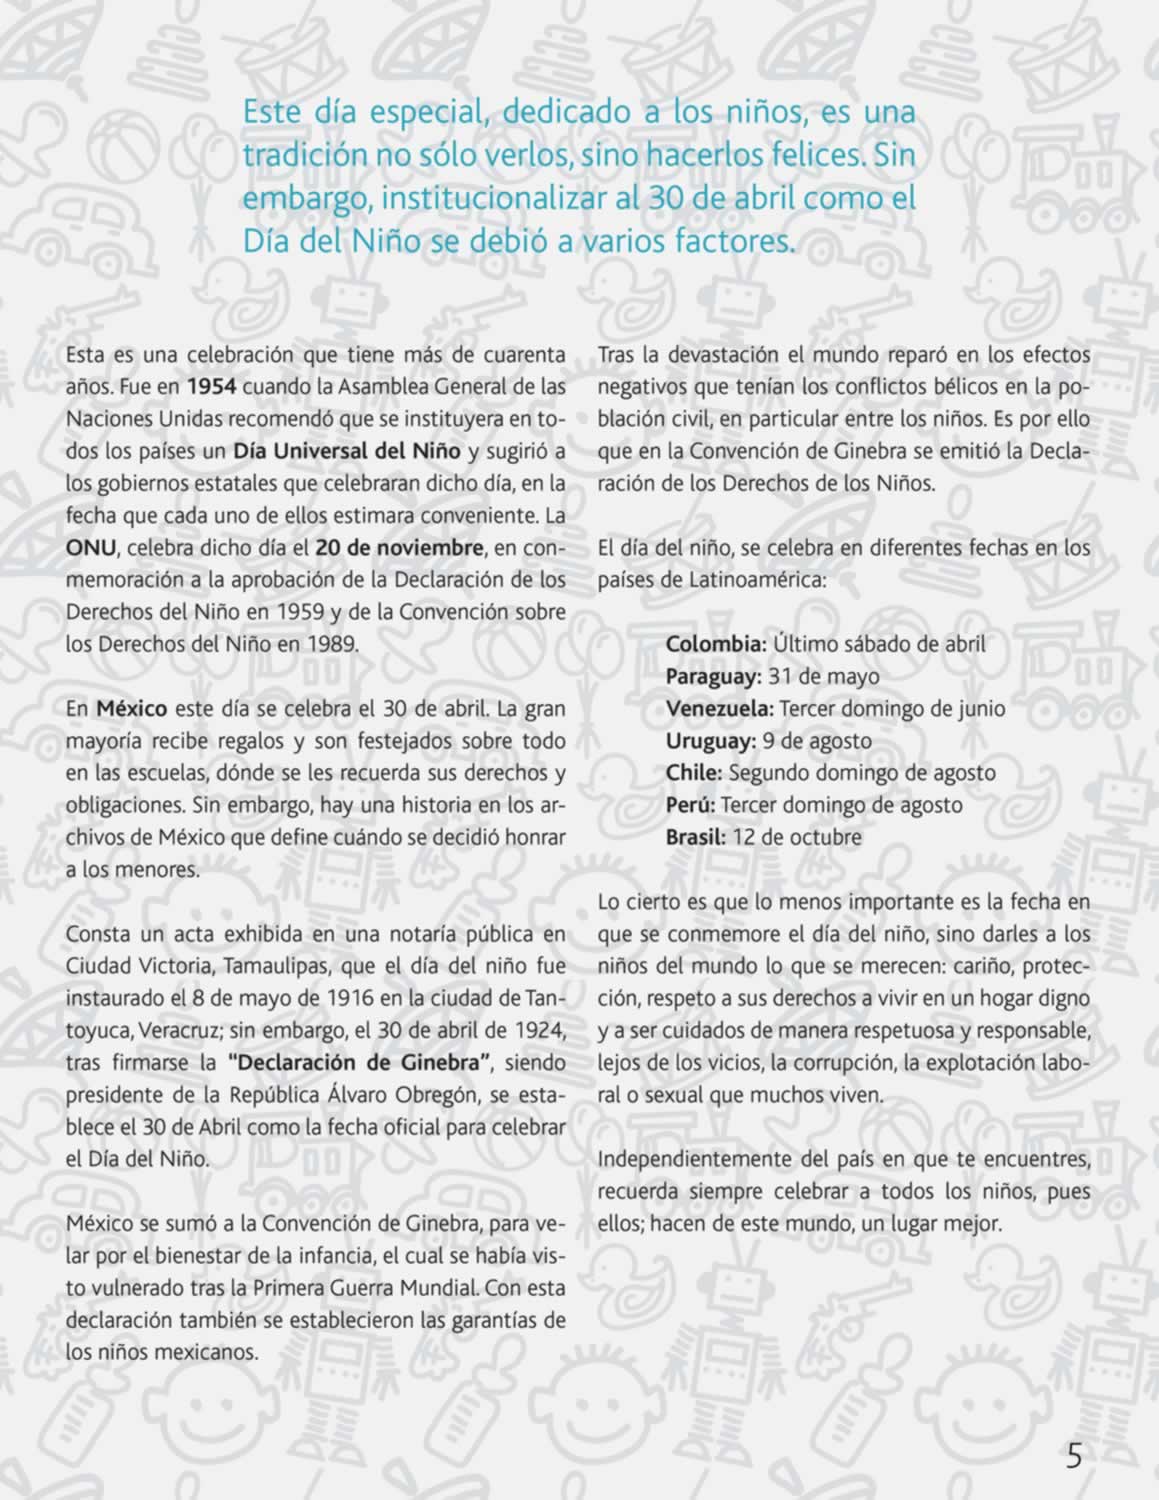 Este día especial, dedicado a los niños, es una
tradición no sólo verlos, sino hacerlos felices. Sin
embargo, institucionalizar al 30 de abril como el
Día del Niño se debió a varios factores.
Esta es una celebración que tiene más de cuarenta
años. Fue en 1954 cuando la Asamblea General de las
Naciones Unidas recomendó que se instituyera en to-
dos los países un Día Universal del Niño y sugirió a
los gobiernos estatales que celebraran dicho día, en la
fecha que cada uno de ellos estimara conveniente. La
ONU, celebra dicho día el 20 de noviembre, en con-
memoración a la aprobación de la Declaración de los
Derechos del Niño en 1959 y de la Convención sobre
los Derechos del Niño en 1989.
En México este día se celebra el 30 de abril. La gran
mayoría recibe regalos y son festejados sobre todo
en las escuelas, dónde se les recuerda sus derechos y
obligaciones. Sin embargo, hay una historia en los ar-
chivos de México que define cuándo se decidió honrar
a los menores.
Consta un acta exhibida en una notaría pública en
Ciudad Victoria, Tamaulipas, que el día del niño fue
instaurado el 8 de mayo de 1916 en la ciudad de Tan-
toyuca, Veracruz; sin embargo, el 30 de abril de 1924,
tras firmarse la "Declaración de Ginebra”, siendo
presidente de la República Álvaro Obregón, se esta-
blece el 30 de Abril como la fecha oficial para celebrar
el Día del Niño.
México se sumó a la Convención de Ginebra, para ve-
lar por el bienestar de la infancia, el cual se había vis-
to vulnerado tras la Primera Guerra Mundial. Con esta
declaración también se establecieron las garantías de
los niños mexicanos.
Tras la devastación el mundo reparó en los efectos
negativos que tenían los conflictos bélicos en la po-
blación civil, en particular entre los niños. Es por ello
que en la Convención de Ginebra se emitió la Decla-
ración de los Derechos de los Niños.
El día del niño, se celebra en diferentes fechas en los
países de Latinoamérica:
Colombia: Último sábado de abril
Paraguay: 31 de mayo
Venezuela: Tercer domingo de junio
Uruguay: 9 de agosto
Chile: Segundo domingo de agosto
Perú: Tercer domingo de agosto
Brasil: 12 de octubre
Lo cierto es que lo menos importante es la fecha en
que se conmemore el día del niño, sino darles a los
niños del mundo lo que se merecen: cariño, protec-
ción, respeto a sus derechos a vivir en un hogar digno
y a ser cuidados de manera respetuosa y responsable,
lejos de los vicios, la corrupción, la explotación labo-
ral o sexual que muchos viven.
Independientemente del país en que te encuentres,
recuerda siempre celebrar a todos los niños, pues
ellos; hacen de este mundo, un lugar mejor.
5